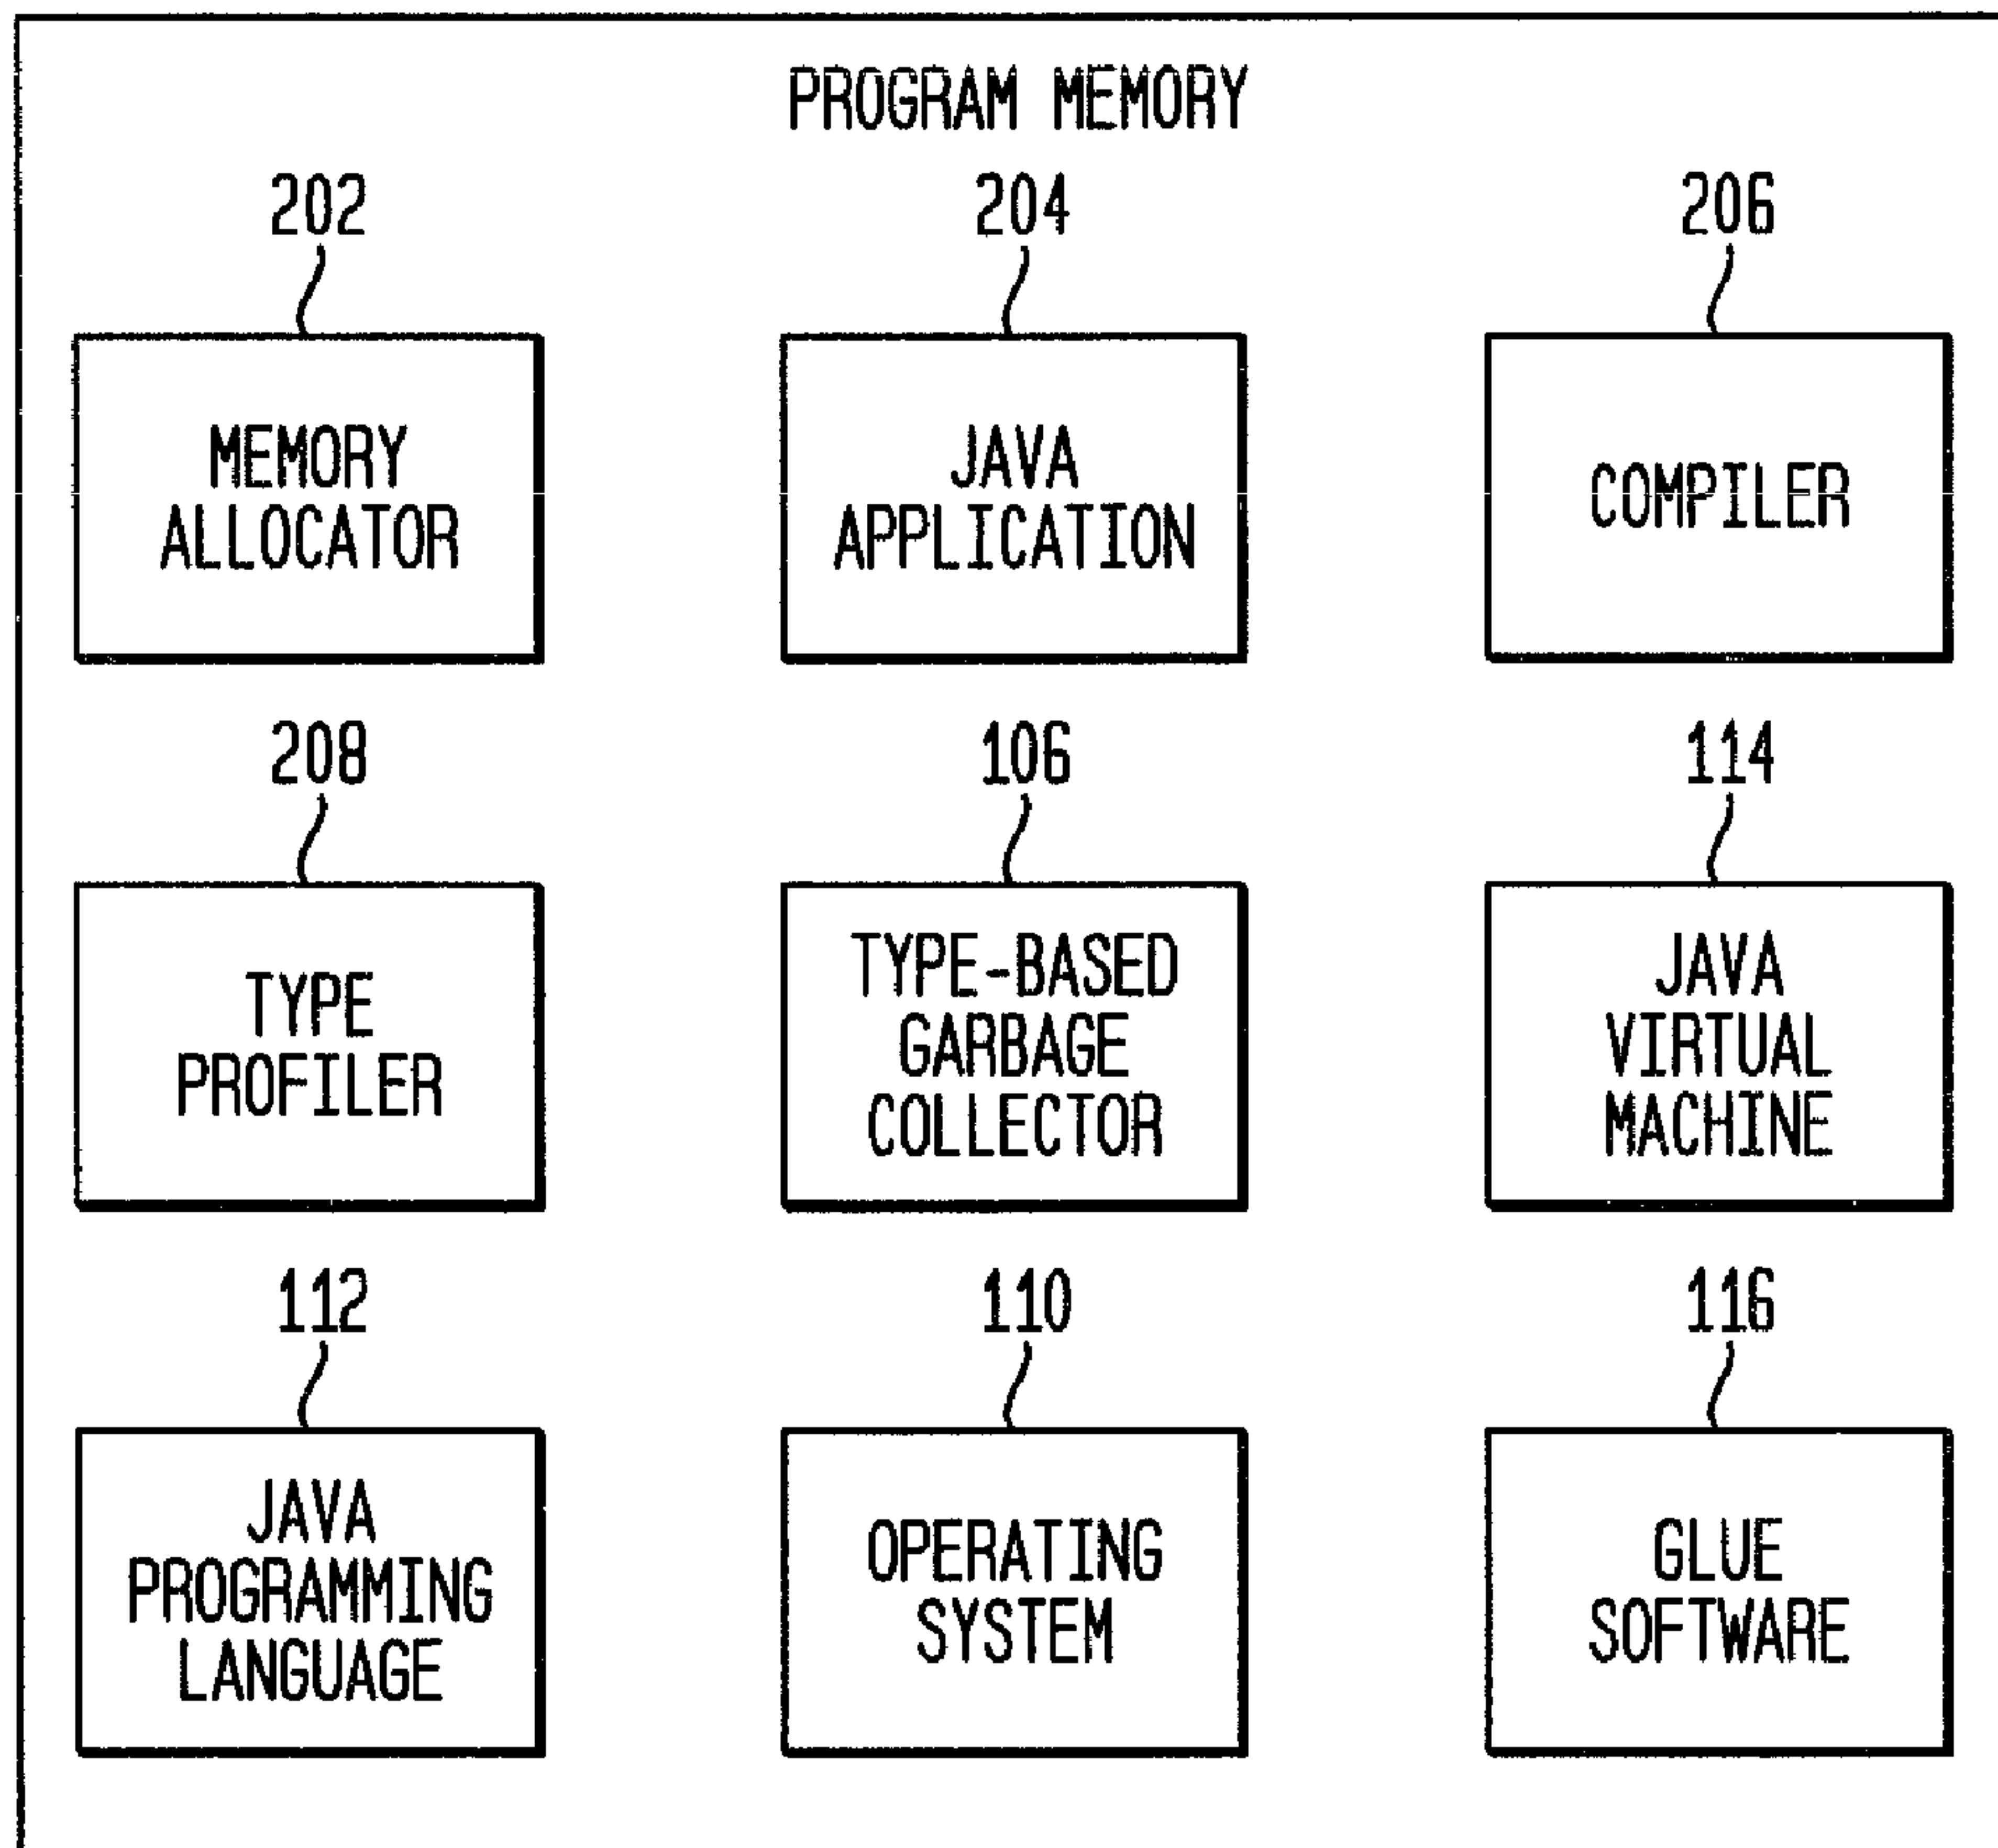 PROGRAM MEMORY
202
204
206
MEMORY
ALLOCATOR
JAVA
APPLICATION
COMPILER
208
106
114
TYPE
PROFILER
TYPE-BASED
GARBAGE
COLLECTOR
JAVA
VIRTUAL
MACHINE
112
110
116
JAVA
PROGRAMMING
LANGUAGE
OPERATING
SYSTEM
GLUE
SOFTWARE